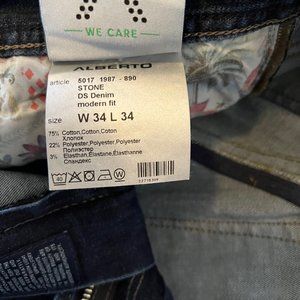 - WE CARE -
ALBERTO
article 5017 1987 - 890
STONE
DS Denim
modern fit
size W 34 L 34
75% Cotton,Cotton,Coton
Хлопок
22% Polyester,Polyester,Polyester
Полиэстер
3% Elasthan,Elastane,Elasthanne
Спандекс
40